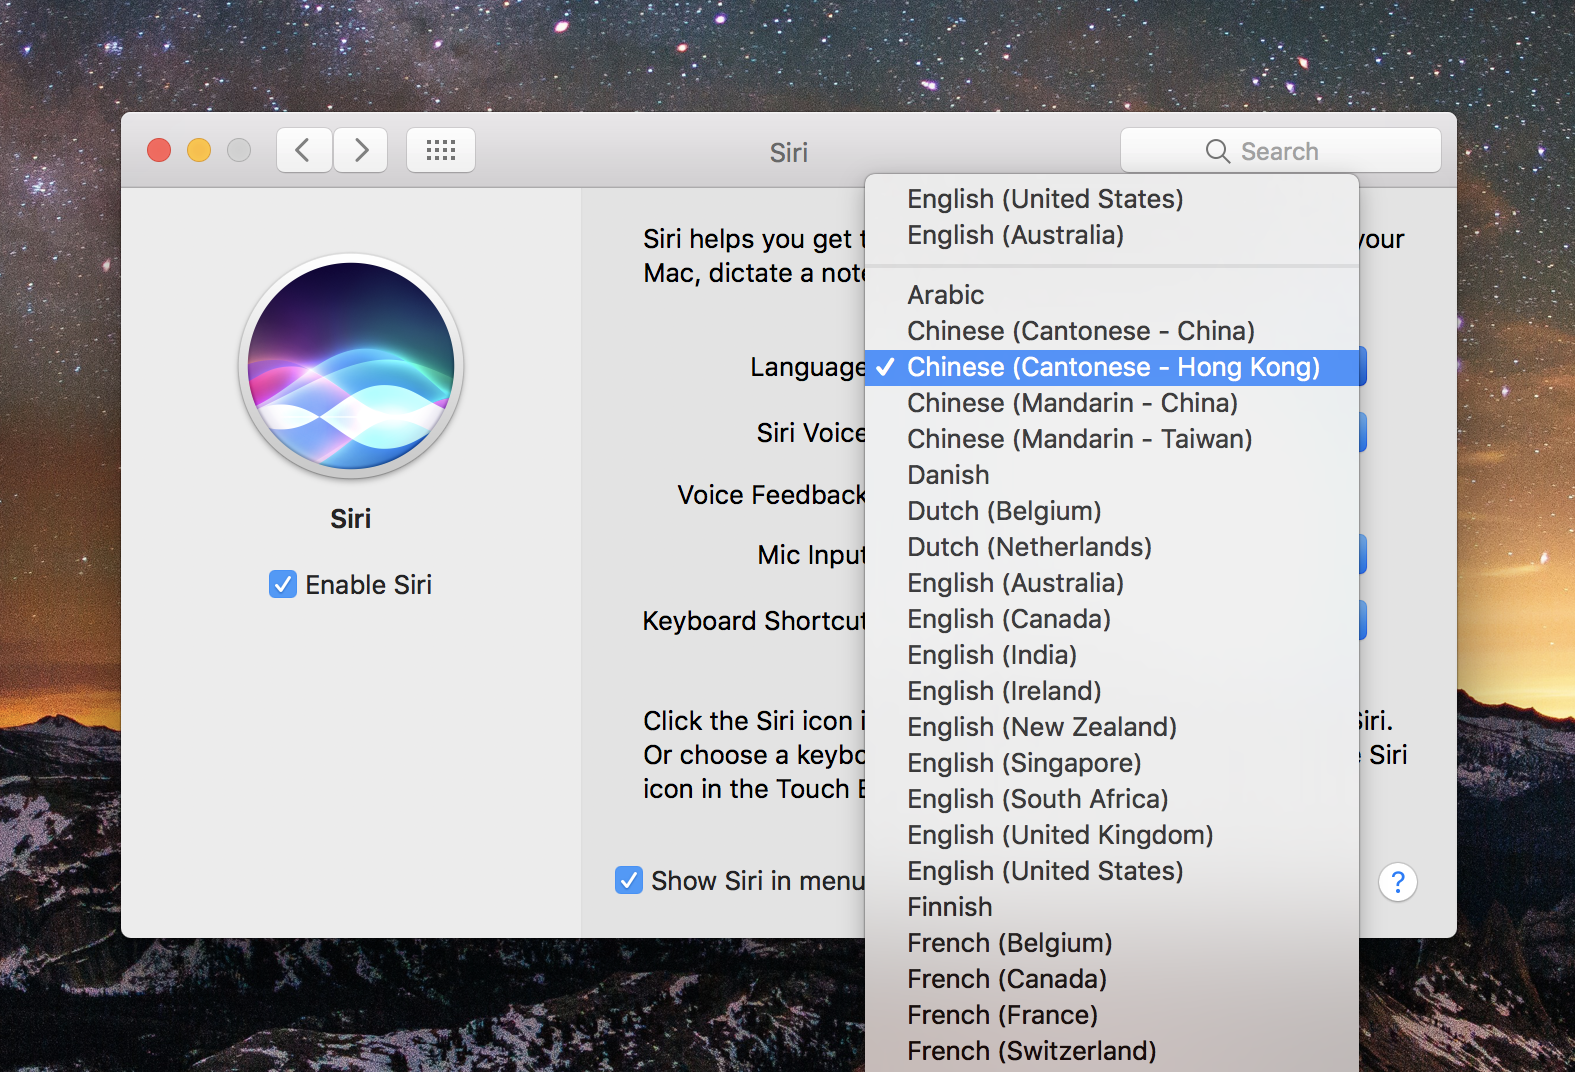 Siri
Search
Siri
Enable Siri
Siri helps you get
your
Mac, dictate a note
Language
Siri Voice
Voice Feedback
Mic Input
Keyboard Shortcut
Click the Siri icon
Siri.
Or choose a
Siri
icon in the Touch
Show Siri in menu
?
English (United States)
English (Australia)
Arabic
Chinese (Cantonese - China)
✓ Chinese (Cantonese - Hong Kong)
Chinese (Mandarin - China)
Chinese (Mandarin - Taiwan)
Danish
Dutch (Belgium)
Dutch (Netherlands)
English (Australia)
English (Canada)
English (India)
English (Ireland)
English (New Zealand)
English (Singapore)
English (South Africa)
English (United Kingdom)
English (United States)
Finnish
French (Belgium)
French (Canada)
French (France)
French (Switzerland)